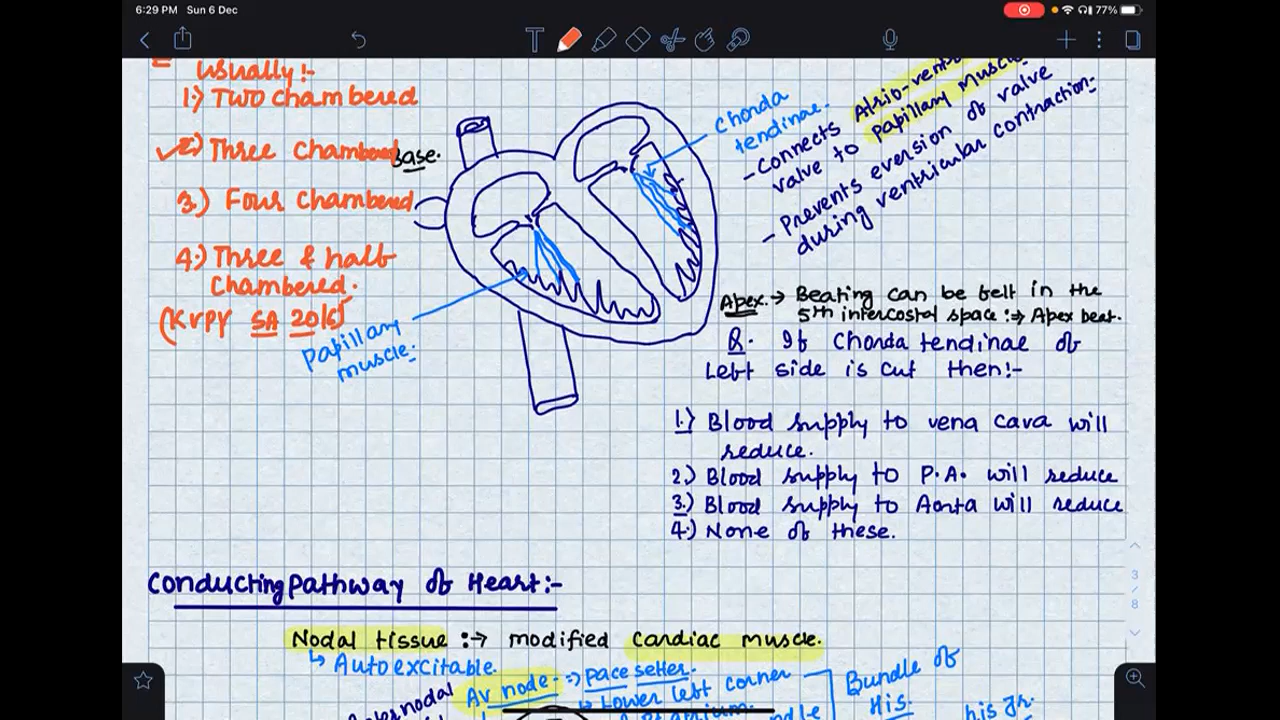 6:29 PM Sun 6 Dec
77%
usually :-
1:) TWO chambered
2:) Three chambered
3:) Four chambered
4:) Three & half
chambered.
(KVPY SA 2015)
Base.
Papillary
muscle.
chorda
tendinae.
- Connects Atrio-vent
valve to Papillary Muscle
- Prevents eversion of valve
during ventricular contraction.
Apex. → Beating can be felt in the
5th intercostal space :⇒ Apex beat.
Q. If Chorda tendinae of
Left side is cut then!-
1.) Blood supply to vena cava will
reduce.
2.) Blood supply to P.A. will reduce
3.) Blood supply to Aorta will reduce
4.) None of these.
3
8
Conducting Pathway of Heart:-
Nodal tissue :→ modified cardiac muscle.
↳ Autoexcitable.
AV node. ⇒ pace setter.
↳ Lower left corner
Bundle of
His.